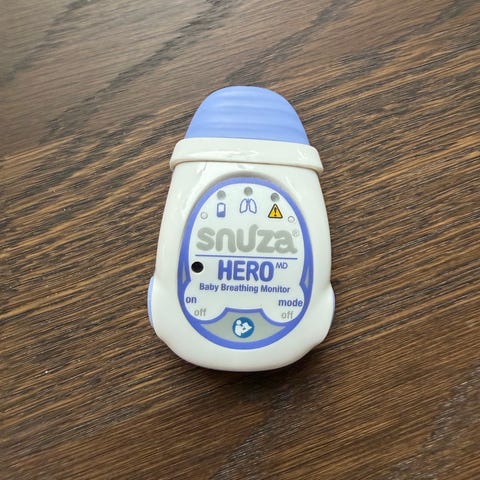 snuza®
HERO MD
Baby Breathing Monitor
on mode
off off